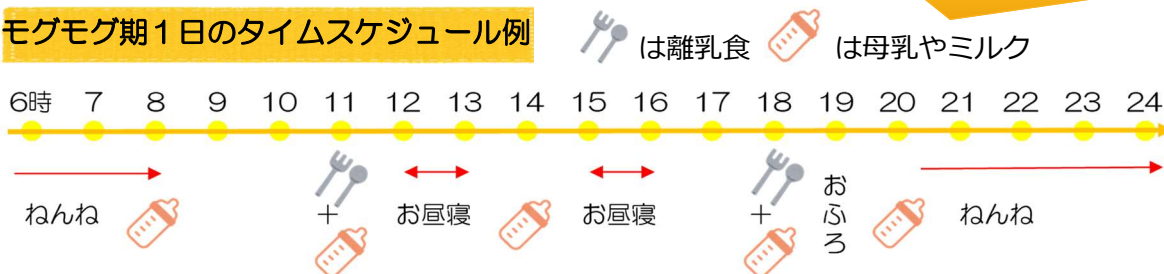 モグモグ期1日のタイムスケジュール例
は離乳食 は母乳やミルク
6時 7 8 9 10 11 12 13 14 15 16 17 18 19 20 21 22 23 24
ねんね + お昼寝 お昼寝 + おふろ ねんね